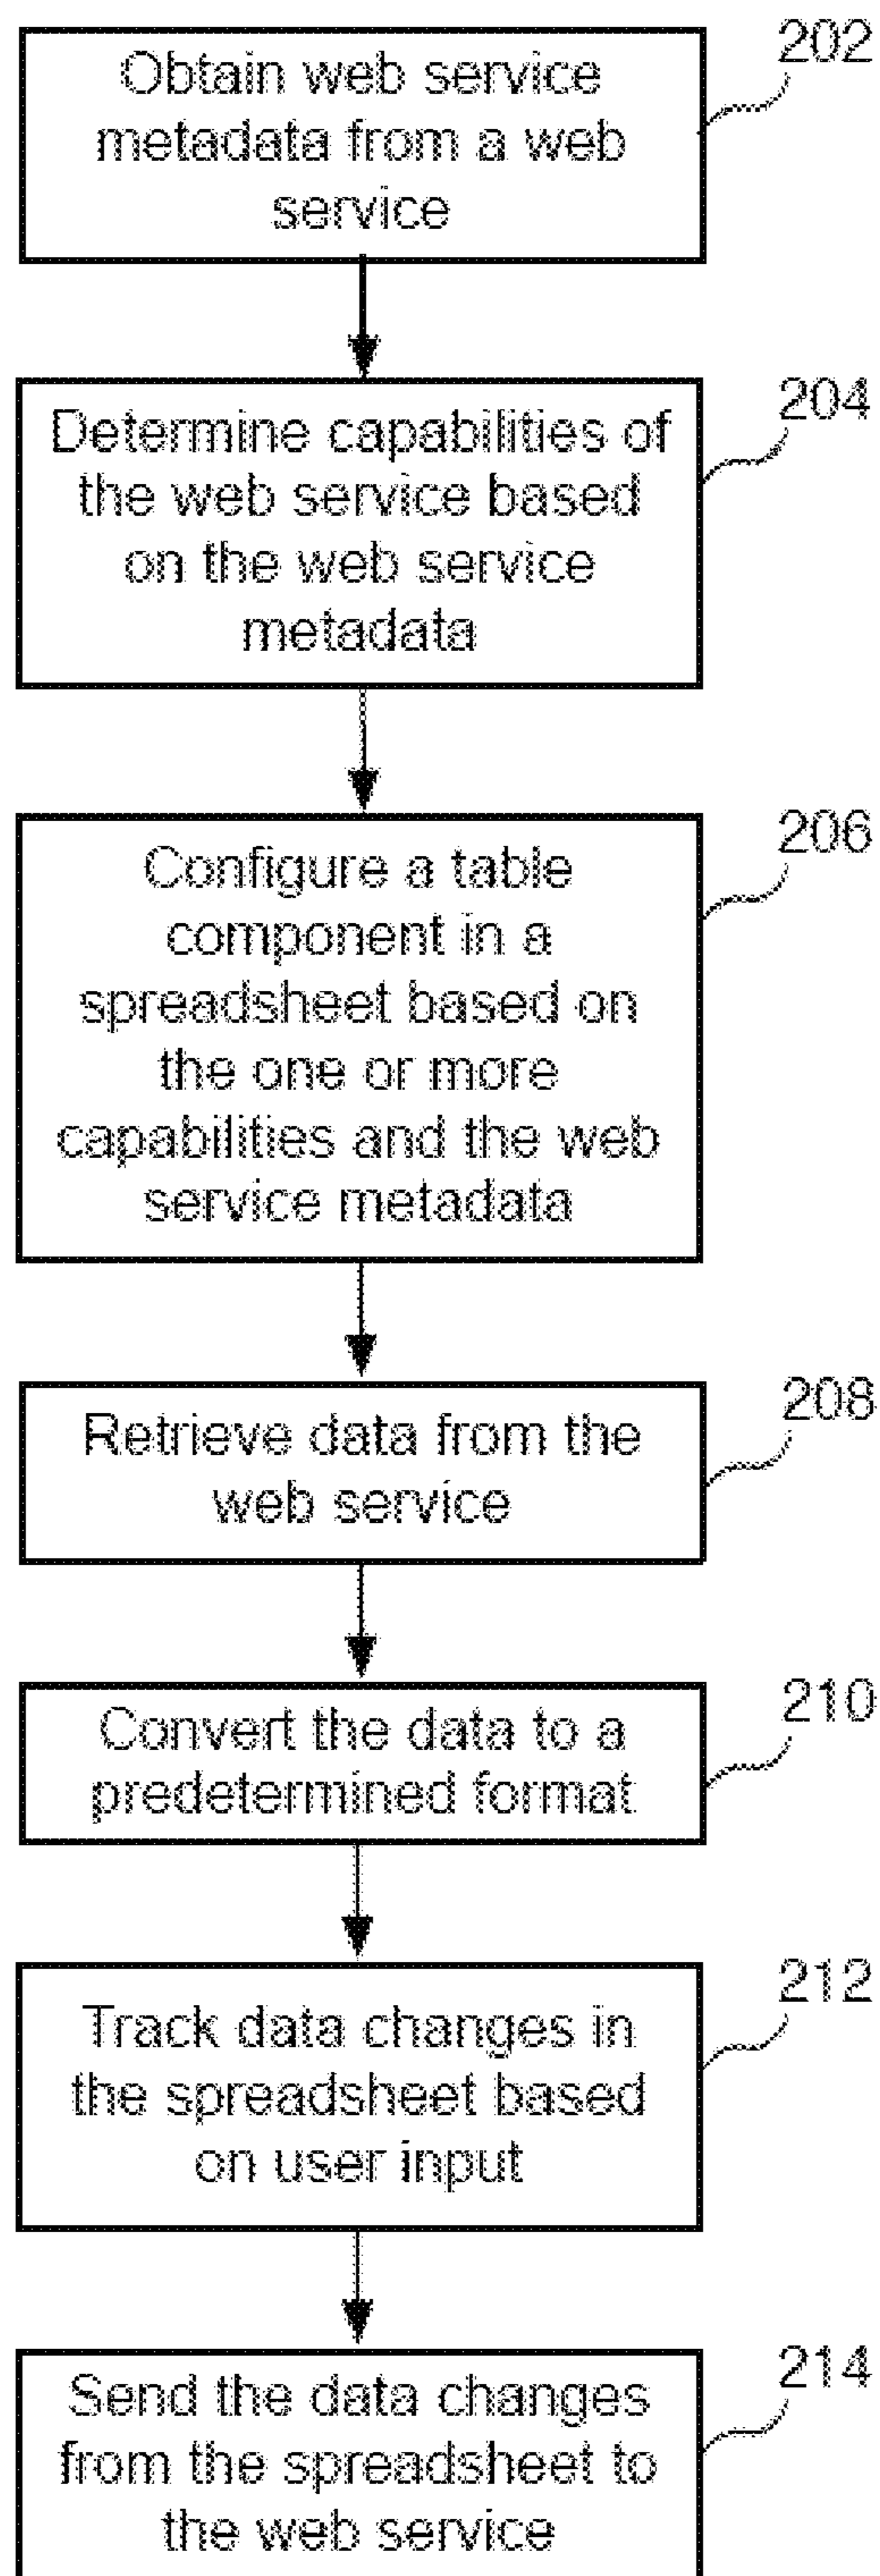 202
Obtain web service
metadata from a web
service
204
Determine capabilities of
the web service based
on the web service
metadata
206
Configure a table
component in a
spreadsheet based on
the one or more
capabilities and the web
service metadata
208
Retrieve data from the
web service
210
Convert the data to a
predetermined format
212
Track data changes in
the spreadsheet based
on user input
214
Send the data changes
from the spreadsheet to
the web service